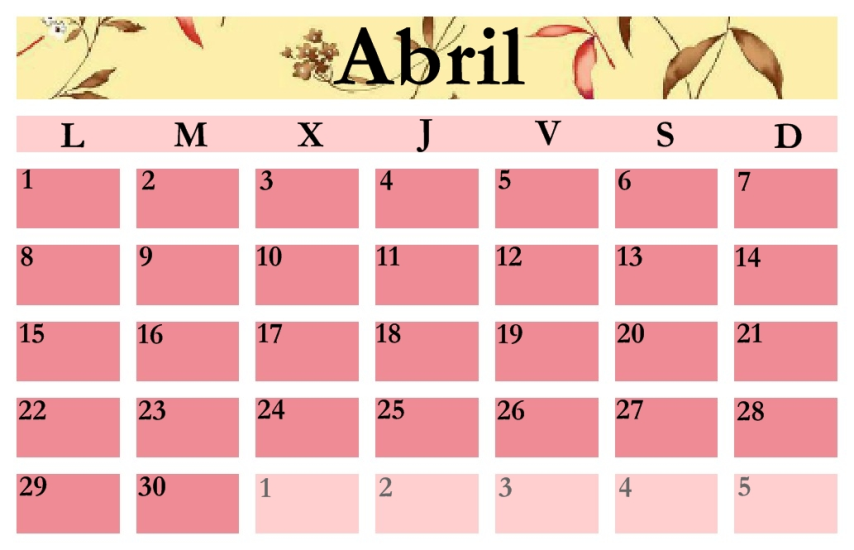 Abril
L M X J V S D
1 2 3 4 5 6 7
8 9 10 11 12 13 14
15 16 17 18 19 20 21
22 23 24 25 26 27 28
29 30 1 2 3 4 5